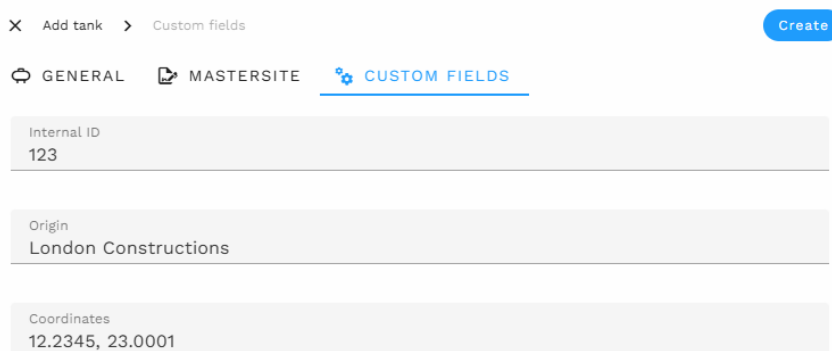 Add tank > Custom fields
Create
GENERAL MASTERSITE CUSTOM FIELDS
Internal ID
123
Origin
London Constructions
Coordinates
12.2345, 23.0001